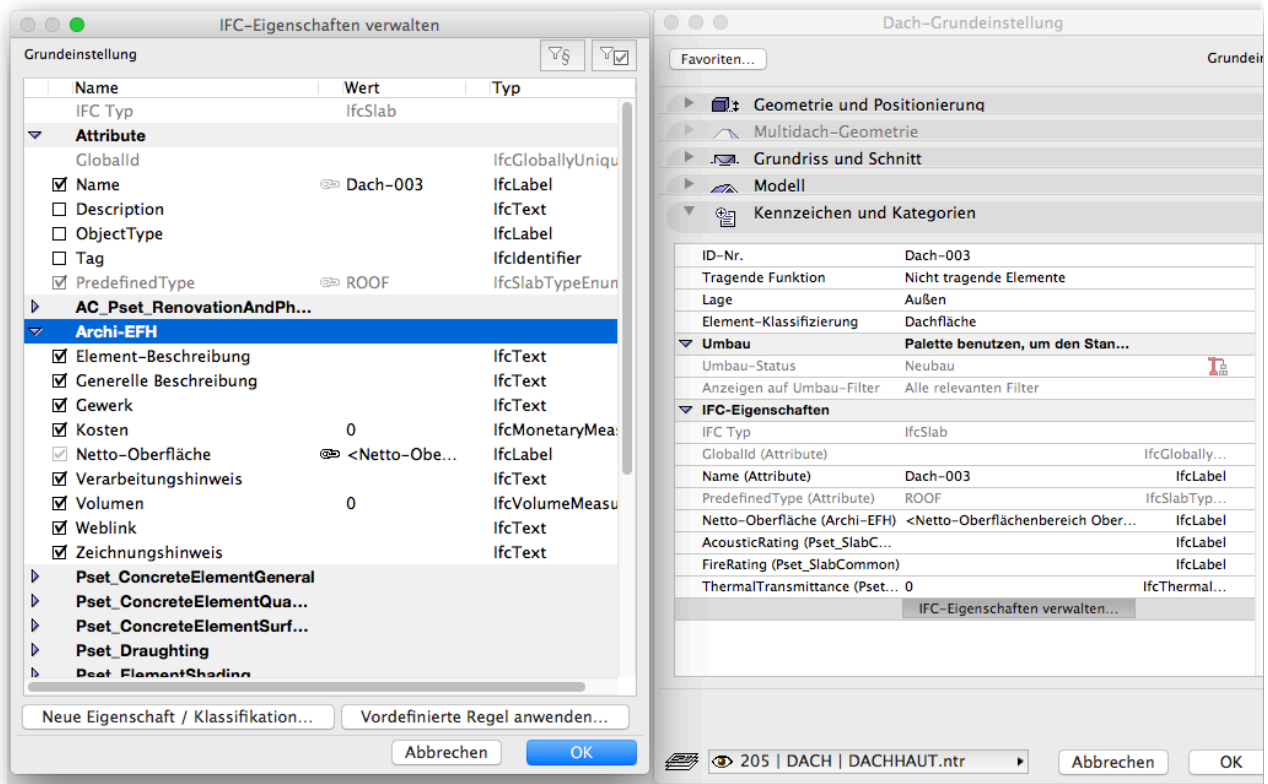 IFC-Eigenschaften verwalten
Grundeinstellung
Name Wert Typ
IFC Typ IfcSlab
Attribute
GlobalId IfcGloballyUniqu
Name Dach-003 IfcLabel
Description IfcText
ObjectType IfcLabel
Tag IfcIdentifier
PredefinedType ROOF IfcSlabTypeEnum
AC_Pset_RenovationAndPh...
Archi-EFH
Element-Beschreibung IfcText
Generelle Beschreibung IfcText
Gewerk IfcText
Kosten 0 IfcMonetaryMea
Netto-Oberfläche <Netto-Obe... IfcLabel
Verarbeitungshinweis IfcText
Volumen 0 IfcVolumeMeasu
Weblink IfcText
Zeichnungshinweis IfcText
Pset_ConcreteElementGeneral
Pset_ConcreteElementQua...
Pset_ConcreteElementSurf...
Pset_Draughting
Pset_ElementShading
Neue Eigenschaft / Klassifikation... Vordefinierte Regel anwenden...
Abbrechen OK
Dach-Grundeinstellung
Favoriten... Grundein
Geometrie und Positionierung
Multidach-Geometrie
Grundriss und Schnitt
Modell
Kennzeichen und Kategorien
ID-Nr. Dach-003
Tragende Funktion Nicht tragende Elemente
Lage Außen
Element-Klassifizierung Dachfläche
Umbau Palette benutzen, um den Stan...
Umbau-Status Neubau
Anzeigen auf Umbau-Filter Alle relevanten Filter
IFC-Eigenschaften
IFC Typ IfcSlab
GlobalId (Attribute) IfcGlobally...
Name (Attribute) Dach-003 IfcLabel
PredefinedType (Attribute) ROOF IfcSlabTyp...
Netto-Oberfläche (Archi-EFH) <Netto-Oberflächenbereich Ober... IfcLabel
AcousticRating (Pset_SlabC... IfcLabel
FireRating (Pset_SlabCommon) IfcLabel
ThermalTransmittance (Pset... 0 IfcThermal...
IFC-Eigenschaften verwalten...
205 | DACH | DACHHAUT.ntr Abbrechen OK